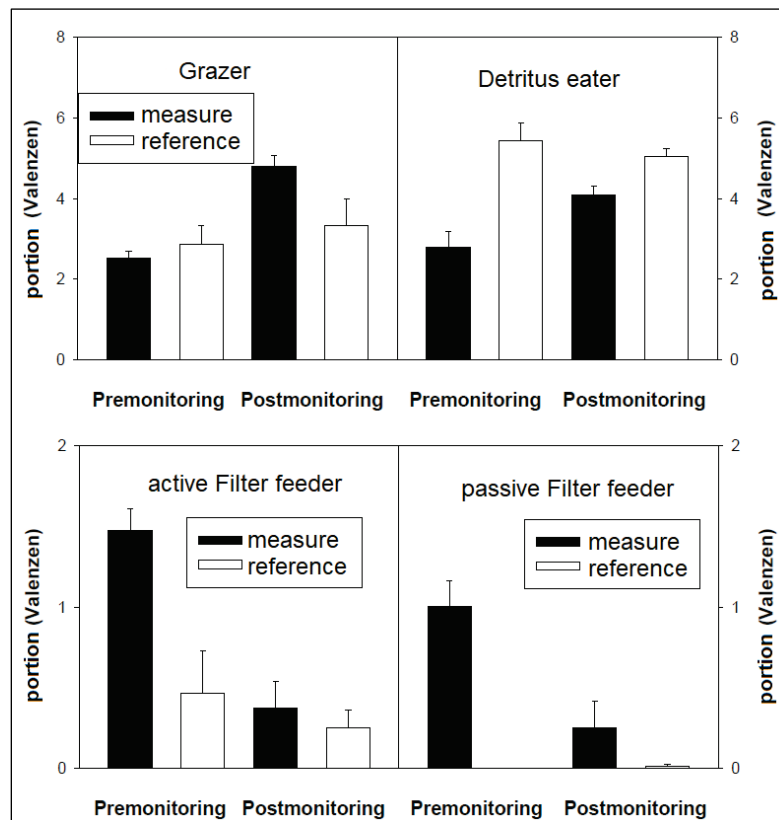 8
6
4
2
0
portion (Valenzen)
Grazer
measure
reference
Detritus eater
8
6
4
2
0
portion (Valenzen)
Premonitoring Postmonitoring
Premonitoring Postmonitoring
2
1
0
portion (Valenzen)
active Filter feeder
measure
reference
passive Filter feeder
measure
reference
2
1
0
portion (Valenzen)
Premonitoring Postmonitoring
Premonitoring Postmonitoring